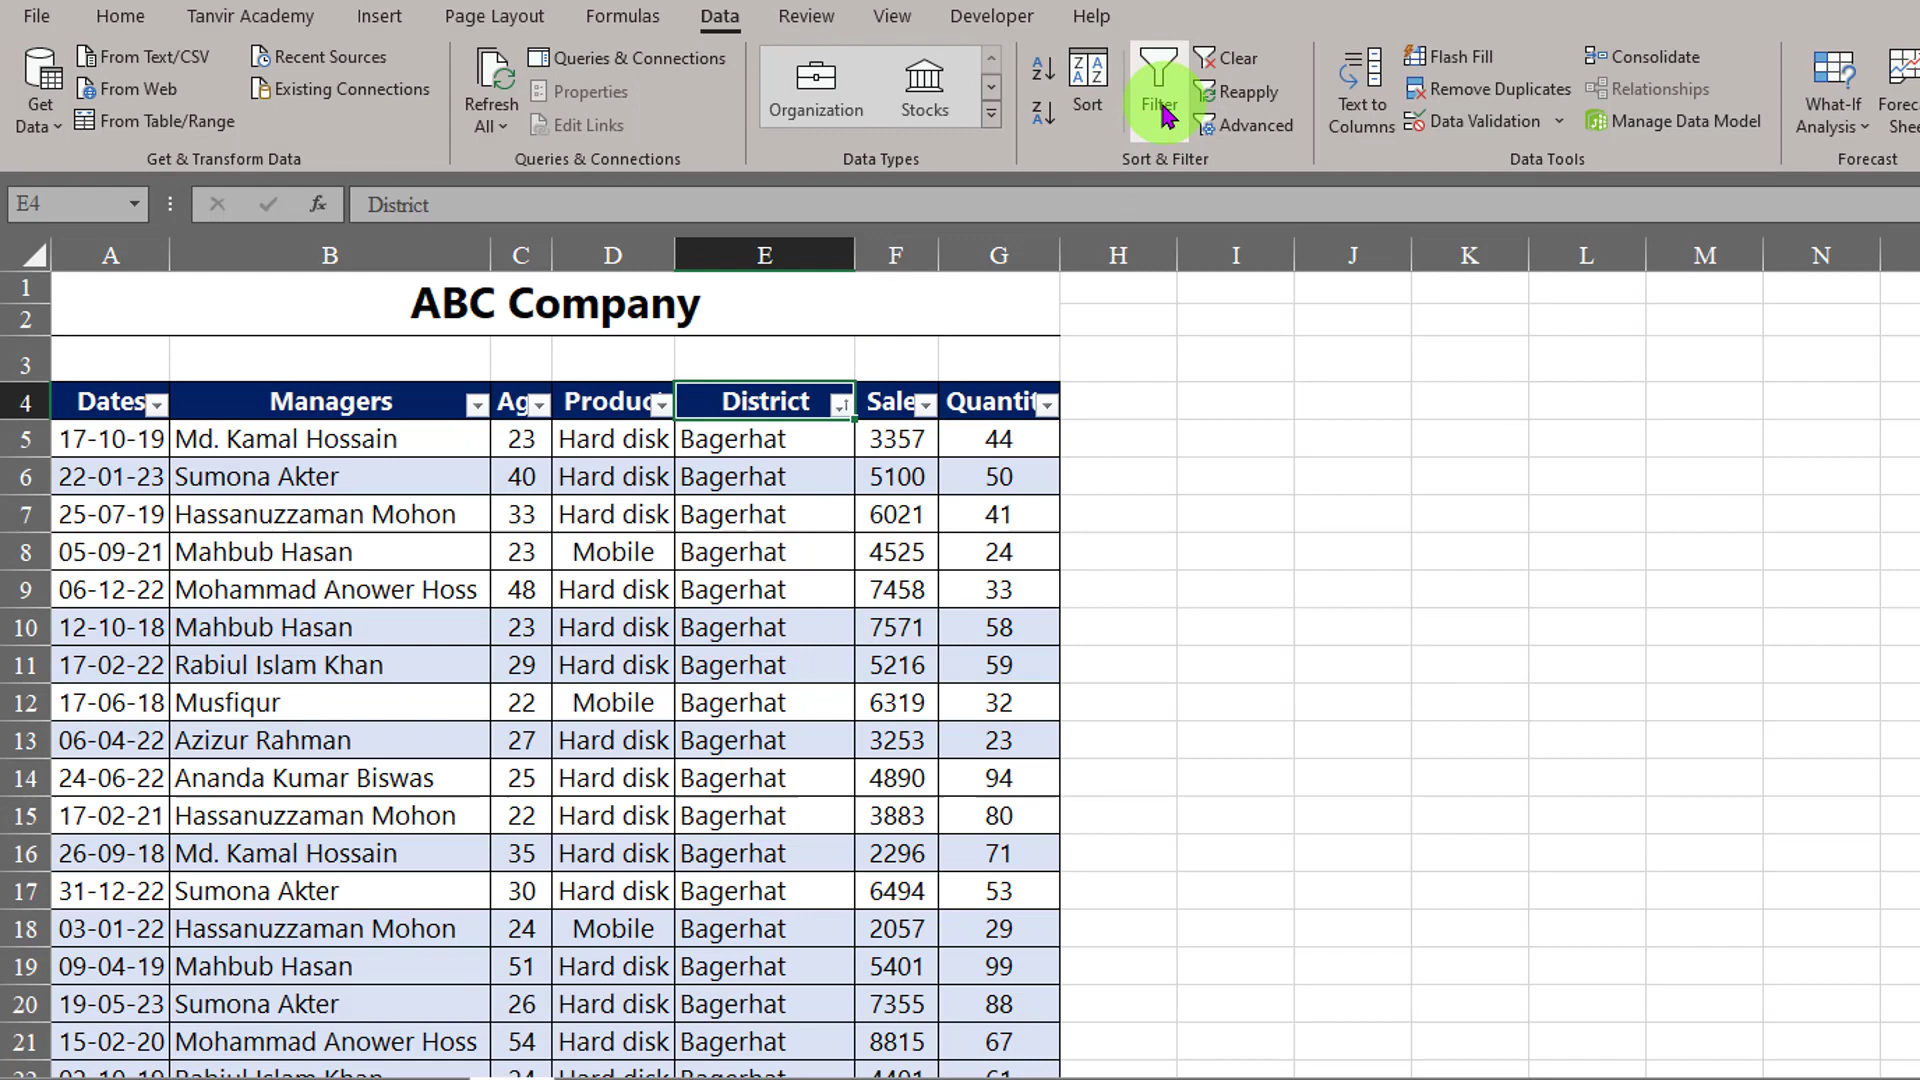 File Home Tanvir Academy Insert Page Layout Formulas Data Review View Developer Help
Get Data
From Text/CSV
From Web
From Table/Range
Recent Sources
Existing Connections
Get & Transform Data
Refresh All
Queries & Connections
Properties
Edit Links
Queries & Connections
Organization Stocks
Data Types
Sort
Filter
Clear
Reapply
Advanced
Sort & Filter
Text to Columns
Flash Fill
Remove Duplicates
Data Validation
Consolidate
Relationships
Manage Data Model
Data Tools
What-If Analysis
Forecast
E4 fx District
A B C D E F G H I J K L M N
1 ABC Company
2
3
4 Dates Managers Ag Produc District Sale Quantit
5 17-10-19 Md. Kamal Hossain 23 Hard disk Bagerhat 3357 44
6 22-01-23 Sumona Akter 40 Hard disk Bagerhat 5100 50
7 25-07-19 Hassanuzzaman Mohon 33 Hard disk Bagerhat 6021 41
8 05-09-21 Mahbub Hasan 23 Mobile Bagerhat 4525 24
9 06-12-22 Mohammad Anower Hoss 48 Hard disk Bagerhat 7458 33
10 12-10-18 Mahbub Hasan 23 Hard disk Bagerhat 7571 58
11 17-02-22 Rabiul Islam Khan 29 Hard disk Bagerhat 5216 59
12 17-06-18 Musfiqur 22 Mobile Bagerhat 6319 32
13 06-04-22 Azizur Rahman 27 Hard disk Bagerhat 3253 23
14 24-06-22 Ananda Kumar Biswas 25 Hard disk Bagerhat 4890 94
15 17-02-21 Hassanuzzaman Mohon 22 Hard disk Bagerhat 3883 80
16 26-09-18 Md. Kamal Hossain 35 Hard disk Bagerhat 2296 71
17 31-12-22 Sumona Akter 30 Hard disk Bagerhat 6494 53
18 03-01-22 Hassanuzzaman Mohon 24 Mobile Bagerhat 2057 29
19 09-04-19 Mahbub Hasan 51 Hard disk Bagerhat 5401 99
20 19-05-23 Sumona Akter 26 Hard disk Bagerhat 7355 88
21 15-02-20 Mohammad Anower Hoss 54 Hard disk Bagerhat 8815 67